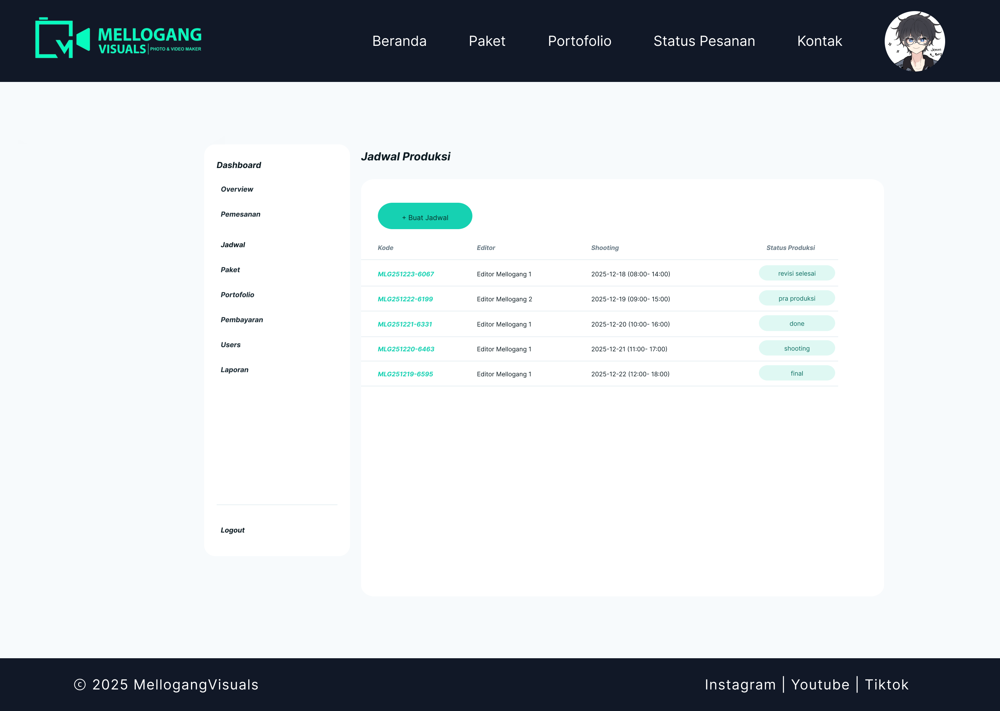 MELLOGANG
VISUALS | PHOTO & VIDEO MAKER
Beranda Paket Portofolio Status Pesanan Kontak
Jenius
Boy
Dashboard
Overview
Pemesanan
Jadwal
Paket
Portofolio
Pembayaran
Users
Laporan
Logout
Jadwal Produksi
+ Buat Jadwal
Kode Editor Shooting Status Produksi
MLG251223-6067 Editor Mellogang 1 2025-12-18 (08:00- 14:00) revisi selesai
MLG251222-6199 Editor Mellogang 2 2025-12-19 (09:00- 15:00) pra produksi
MLG251221-6331 Editor Mellogang 1 2025-12-20 (10:00- 16:00) done
MLG251220-6463 Editor Mellogang 1 2025-12-21 (11:00- 17:00) shooting
MLG251219-6595 Editor Mellogang 1 2025-12-22 (12:00- 18:00) final
© 2025 MellogangVisuals
Instagram | Youtube | Tiktok